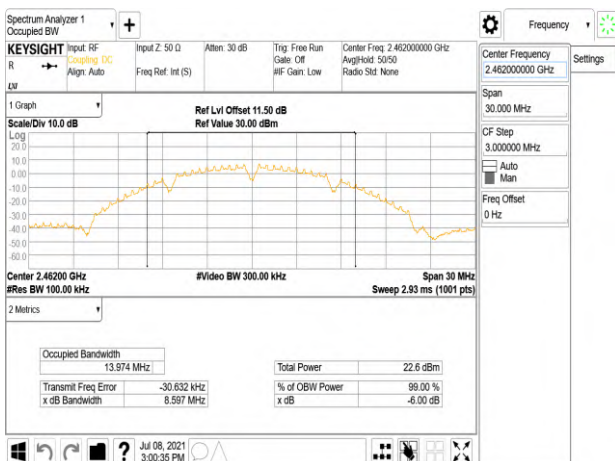 Spectrum Analyzer 1
Occupied BW
Frequency
KEYSIGHT
Input: RF
Input Z: 50 Ω
Atten: 30 dB
Trig: Free Run
Center Freq: 2.462000000 GHz
Coupling: DC
Gate: Off
Avg|Hold: 50/50
R
Align: Auto
Freq Ref: Int (S)
#IF Gain: Low
Radio Std: None
Center Frequency
2.462000000 GHz
Settings
Span
30.000 MHz
CF Step
3.000000 MHz
Auto
Man
Freq Offset
0 Hz
1 Graph
Ref Lvl Offset 11.50 dB
Scale/Div 10.0 dB
Ref Value 30.00 dBm
Log
20.0
10.0
0.00
-10.0
-20.0
-30.0
-40.0
-50.0
-60.0
Center 2.46200 GHz
#Video BW 300.00 kHz
Span 30 MHz
#Res BW 100.00 kHz
Sweep 2.93 ms (1001 pts)
2 Metrics
Occupied Bandwidth
13.974 MHz
Total Power
22.6 dBm
Transmit Freq Error
-30.632 kHz
% of OBW Power
99.00 %
x dB Bandwidth
8.597 MHz
x dB
-6.00 dB
?
Jul 08, 2021
3:00:35 PM